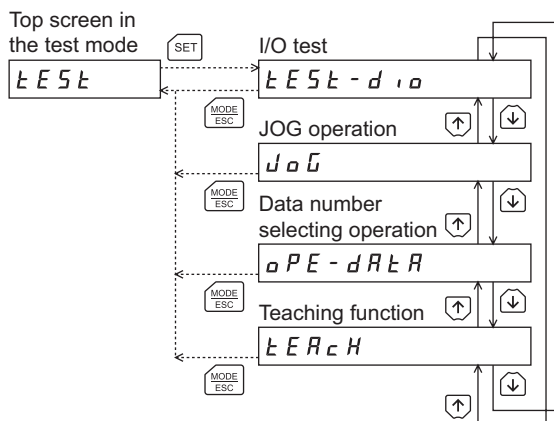 Top screen in
the test mode
SET
tESt
I/O test
tESt-dio
MODE
ESC
JOG operation
↑
↓
JoG
MODE
ESC
Data number
selecting operation
↑
↓
oPE-dAtA
MODE
ESC
Teaching function
↑
↓
tEAcH
MODE
ESC
↑
↓